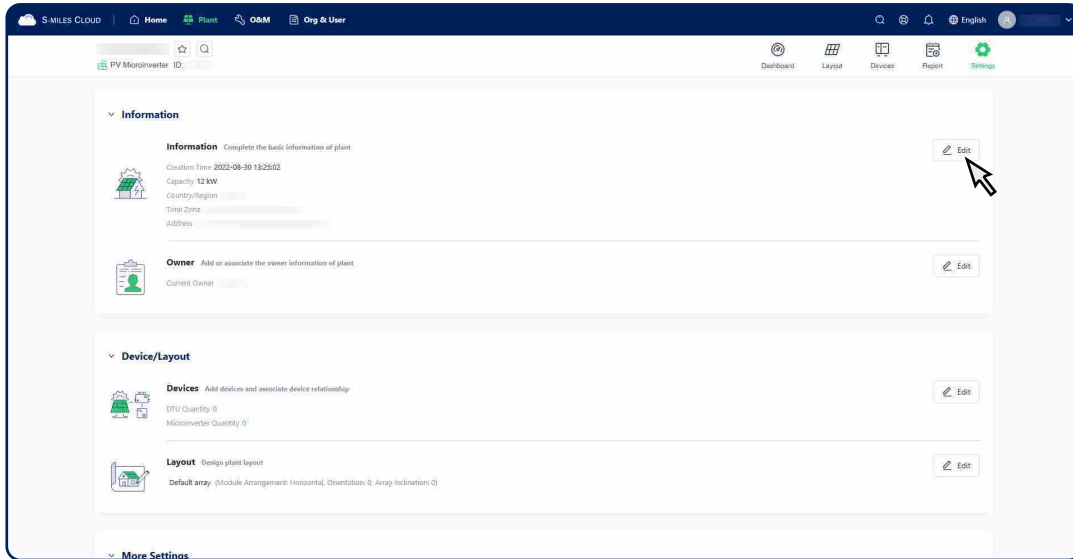 S-MILES CLOUD Home Plant O&M Org & User English
PV Microinverter ID:
Dashboard Layout Devices Report Settings
Information
Information Complete the basic information of plant
Edit
Creation Time 2022-08-30 13:25:02
Capacity 12 kW
Country/Region
Time Zone
Address
Owner Add or associate the owner information of plant
Edit
Current Owner
Device/Layout
Devices Add devices and associate device relationship
Edit
DTU Quantity 0
Microinverter Quantity 0
Layout Design plant layout
Edit
Default array (Module Arrangement: Horizontal, Orientation: 0, Array Inclination: 0)
More Settings